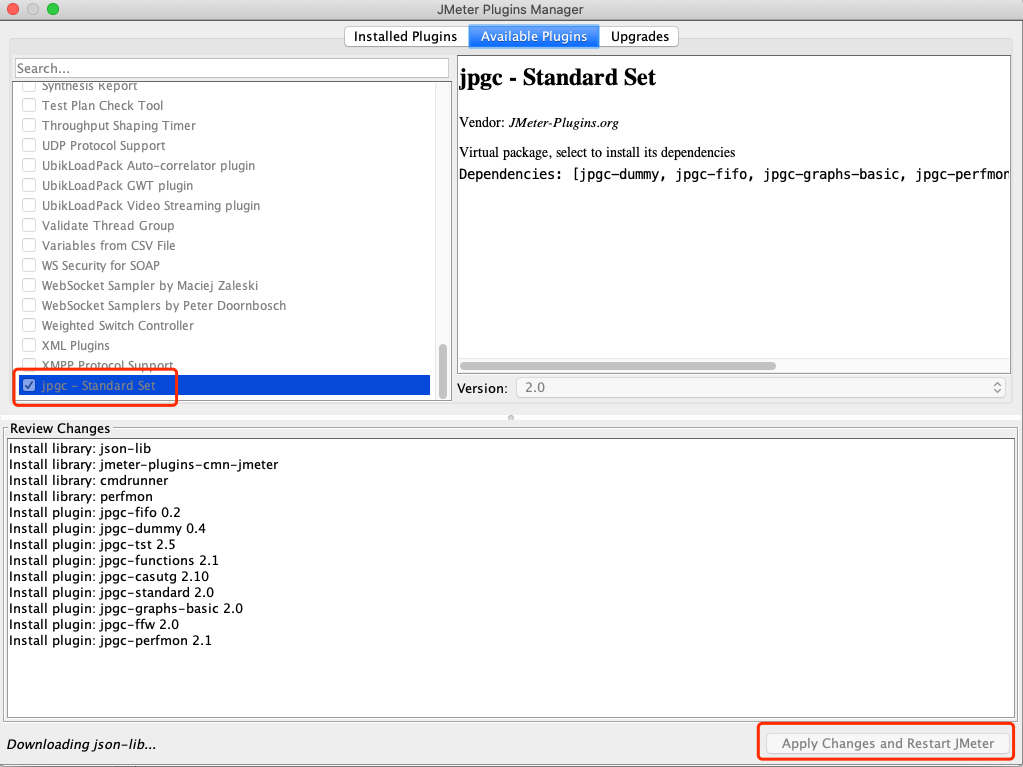 JMeter Plugins Manager
Installed Plugins
Available Plugins
Upgrades
Search...
Synthesis Report
Test Plan Check Tool
Throughput Shaping Timer
UDP Protocol Support
UbikLoadPack Auto-correlator plugin
UbikLoadPack GWT plugin
UbikLoadPack Video Streaming plugin
Validate Thread Group
Variables from CSV File
WS Security for SOAP
WebSocket Sampler by Maciej Zaleski
WebSocket Samplers by Peter Doornbosch
Weighted Switch Controller
XML Plugins
XMPP Protocol Support
jpgc - Standard Set
jpgc - Standard Set
Vendor: JMeter-Plugins.org
Virtual package, select to install its dependencies
Dependencies: [jpgc-dummy, jpgc-fifo, jpgc-graphs-basic, jpgc-perfmon
Version: 2.0
Review Changes
Install library: json-lib
Install library: jmeter-plugins-cmn-jmeter
Install library: cmdrunner
Install library: perfmon
Install plugin: jpgc-fifo 0.2
Install plugin: jpgc-dummy 0.4
Install plugin: jpgc-tst 2.5
Install plugin: jpgc-functions 2.1
Install plugin: jpgc-casutg 2.10
Install plugin: jpgc-standard 2.0
Install plugin: jpgc-graphs-basic 2.0
Install plugin: jpgc-ffw 2.0
Install plugin: jpgc-perfmon 2.1
Downloading json-lib...
Apply Changes and Restart JMeter